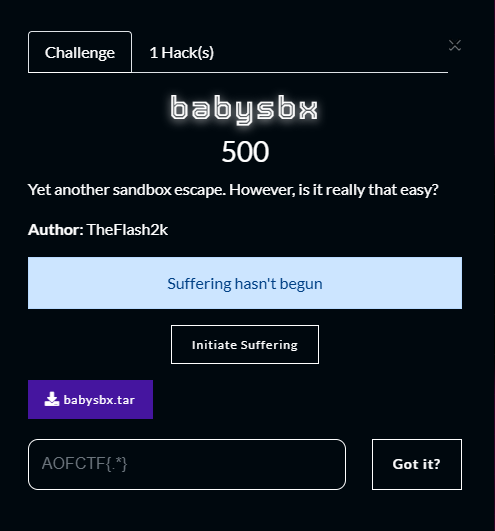 Challenge
1 Hack(s)
babysbx
500
Yet another sandbox escape. However, is it really that easy?
Author: TheFlash2k
Suffering hasn't begun
Initiate Suffering
babysbx.tar
AOFCTF{.*}
Got it?